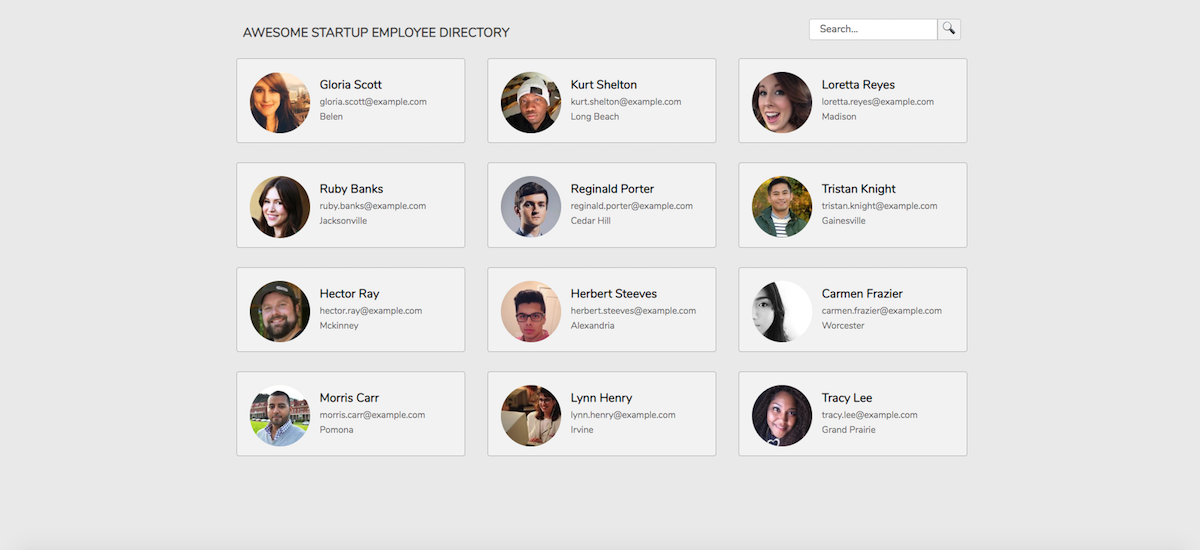 AWESOME STARTUP EMPLOYEE DIRECTORY
Search...
Gloria Scott
gloria.scott@example.com
Belen
Kurt Shelton
kurt.shelton@example.com
Long Beach
Loretta Reyes
loretta.reyes@example.com
Madison
Ruby Banks
ruby.banks@example.com
Jacksonville
Reginald Porter
reginald.porter@example.com
Cedar Hill
Tristan Knight
tristan.knight@example.com
Gainesville
Hector Ray
hector.ray@example.com
Mckinney
Herbert Steeves
herbert.steeves@example.com
Alexandria
Carmen Frazier
carmen.frazier@example.com
Worcester
Morris Carr
morris.carr@example.com
Pomona
Lynn Henry
lynn.henry@example.com
Irvine
Tracy Lee
tracy.lee@example.com
Grand Prairie